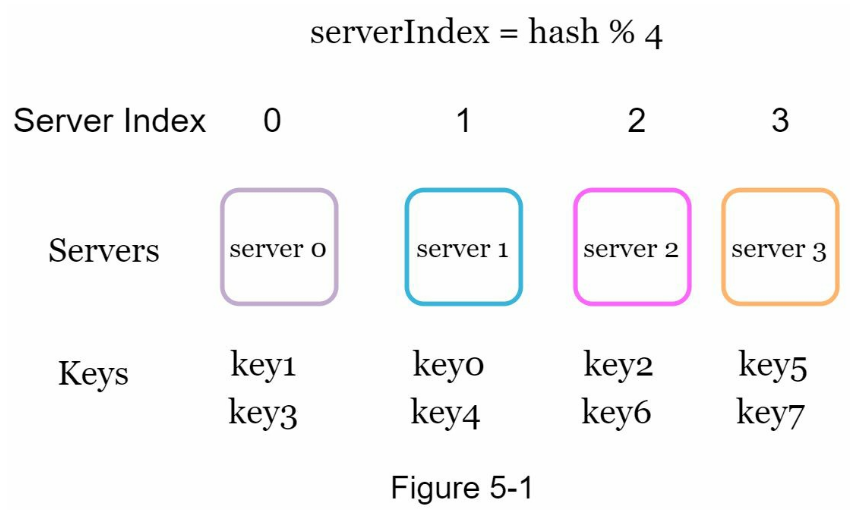 serverIndex = hash % 4
Server Index 0 1 2 3
Servers server 0 server 1 server 2 server 3
Keys key1 key0 key2 key5
key3 key4 key6 key7
Figure 5-1